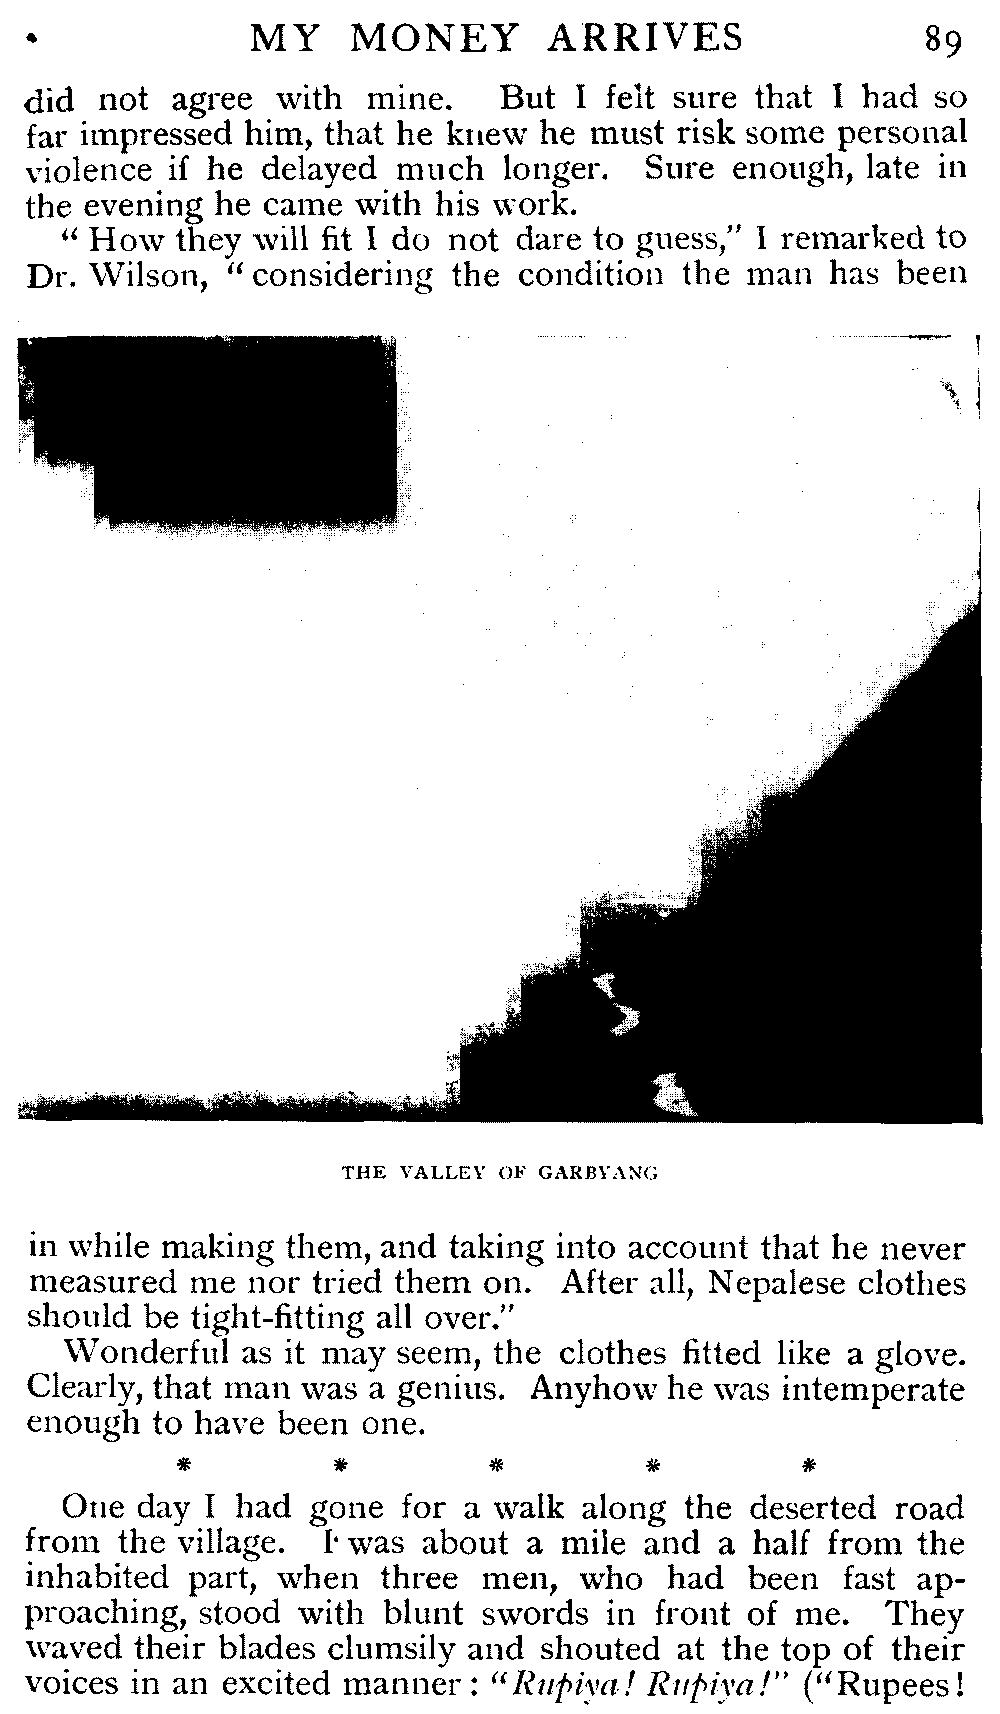 MY MONEY ARRIVES 89
did not agree with mine. But I felt sure that I had so
far impressed him, that he knew he must risk some personal
violence if he delayed much longer. Sure enough, late in
the evening he came with his work.
“ How they will fit I do not dare to guess,” I remarked to
Dr. Wilson, “ considering the condition the man has been
THE VALLEY OF GARBYANG
in while making them, and taking into account that he never
measured me nor tried them on. After all, Nepalese clothes
should be tight-fitting all over.”
Wonderful as it may seem, the clothes fitted like a glove.
Clearly, that man was a genius. Anyhow he was intemperate
enough to have been one.
* * * * *
One day I had gone for a walk along the deserted road
from the village. I was about a mile and a half from the
inhabited part, when three men, who had been fast ap-
proaching, stood with blunt swords in front of me. They
waved their blades clumsily and shouted at the top of their
voices in an excited manner : “Rupiya! Rupiya!” (“Rupees!